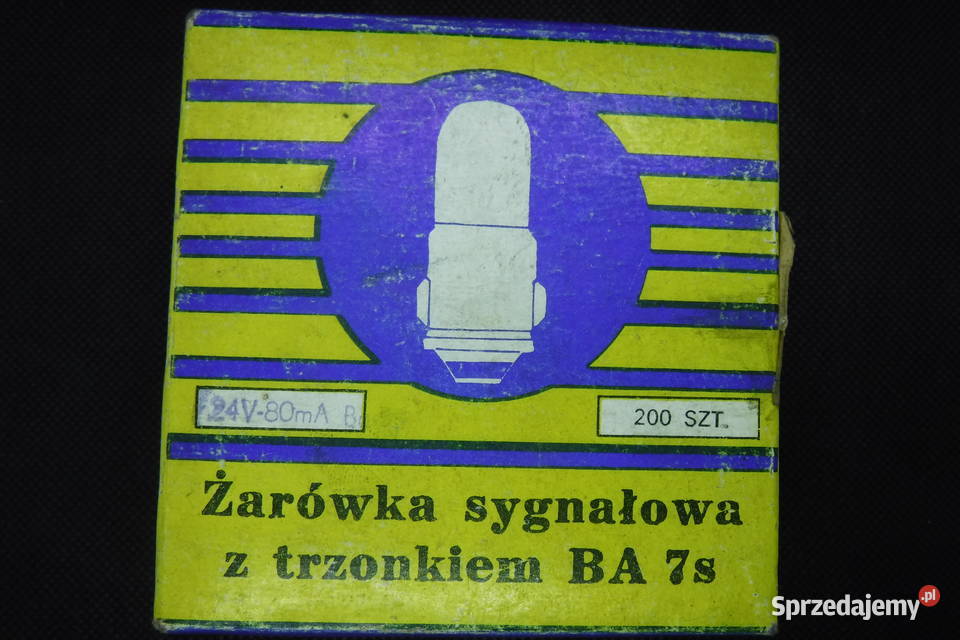 24V-80mA B
200 SZT.
Żarówka sygnałowa
z trzonkiem BA 7s
Sprzedajemy.pl